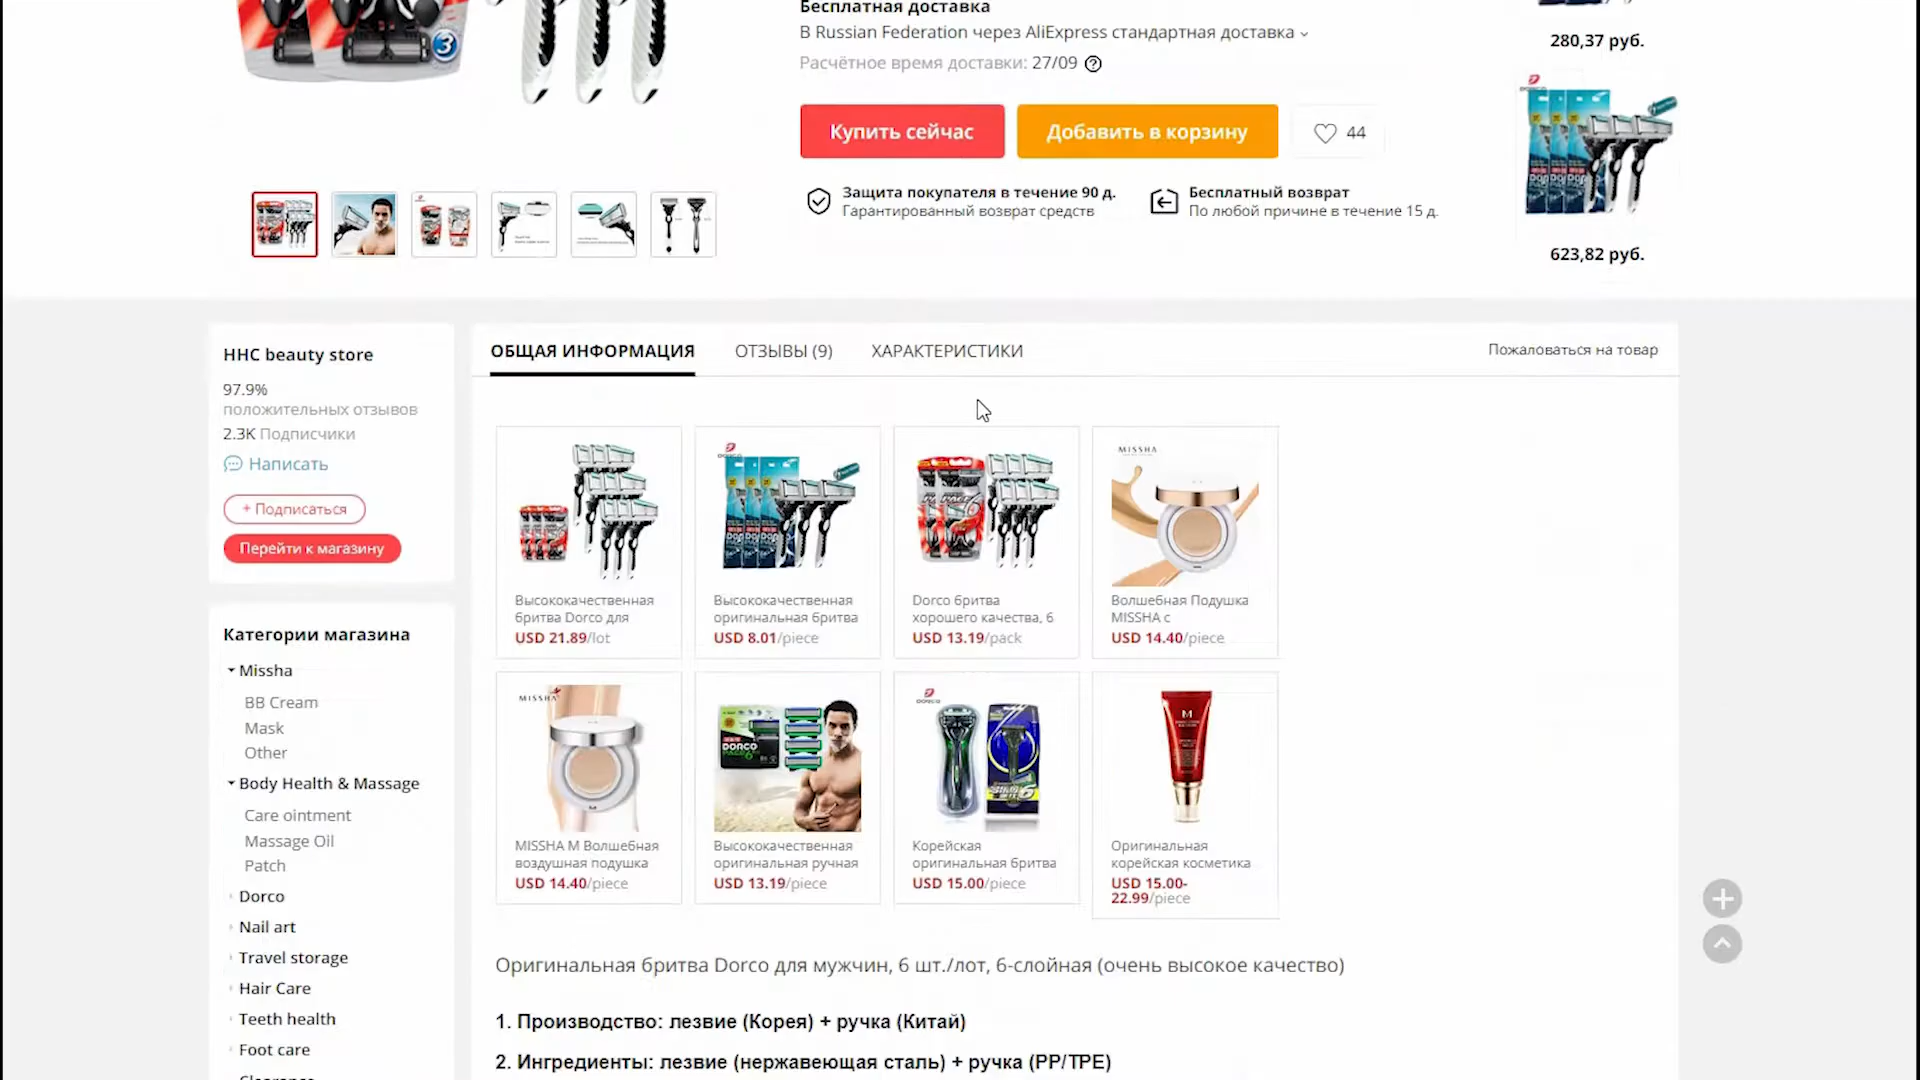 Бесплатная доставка
В Russian Federation через AliExpress стандартная доставка
Расчётное время доставки: 27/09
Купить сейчас
Добавить в корзину
44
Защита покупателя в течение 90 д.
Гарантированный возврат средств
Бесплатный возврат
По любой причине в течение 15 д.
280,37 руб.
623,82 руб.
HHC beauty store
97.9%
положительных отзывов
2.3K Подписчики
Написать
+ Подписаться
Перейти к магазину
Категории магазина
Missha
BB Cream
Mask
Other
Body Health & Massage
Care ointment
Massage Oil
Patch
Dorco
Nail art
Travel storage
Hair Care
Teeth health
Foot care
Clearance
ОБЩАЯ ИНФОРМАЦИЯ
ОТЗЫВЫ (9)
ХАРАКТЕРИСТИКИ
Пожаловаться на товар
Высококачественная
бритва Dorco для
USD 21.89/lot
DORCO
Высококачественная
оригинальная бритва
USD 8.01/piece
Dorco бритва
хорошего качества, 6
USD 13.19/pack
MISSHA
Волшебная Подушка
MISSHA с
USD 14.40/piece
MISSHA
MISSHA M Волшебная
воздушная подушка
USD 14.40/piece
DORCO
Высококачественная
оригинальная ручная
USD 13.19/piece
DORCO
Корейская
оригинальная бритва
USD 15.00/piece
M
Оригинальная
корейская косметика
USD 15.00-
22.99/piece
Оригинальная бритва Dorco для мужчин, 6 шт./лот, 6-слойная (очень высокое качество)
1. Производство: лезвие (Корея) + ручка (Китай)
2. Ингредиенты: лезвие (нержавеющая сталь) + ручка (PP/TPE)